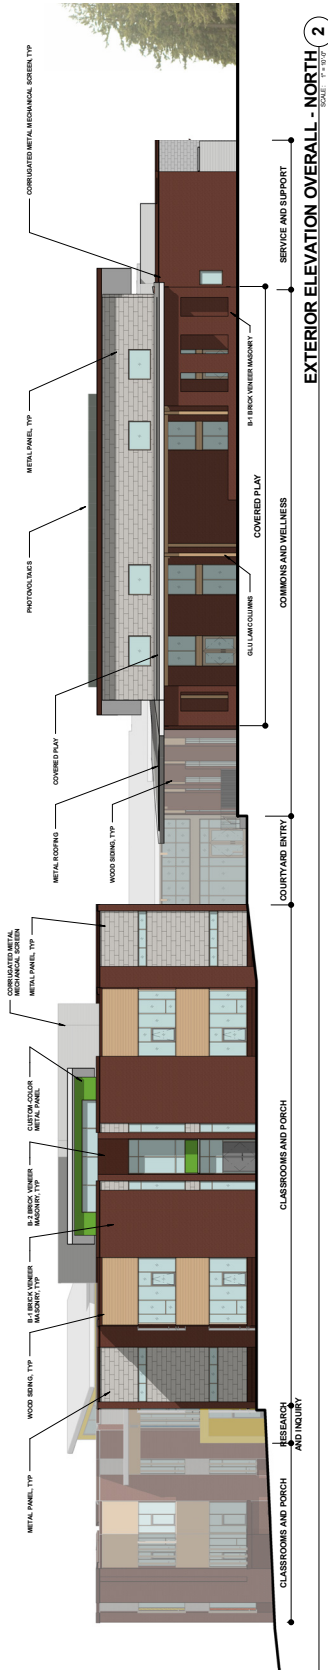 METAL PANEL, TYP
WOOD SIDING, TYP
B-1 BRICK VENEER
MASONRY, TYP
B-2 BRICK VENEER
MASONRY, TYP
CUSTOM-COLOR
METAL PANEL
CORRUGATED METAL
MECHANICAL SCREEN
METAL PANEL, TYP
METAL ROOFING
WOOD SIDING, TYP
COVERED PLAY
PHOTOVOLTAICS
METAL PANEL, TYP
CORRUGATED METAL MECHANICAL SCREEN, TYP
GLU LAM COLUMNS
B-1 BRICK VENEER MASONRY
COVERED PLAY
CLASSROOMS AND PORCH
RESEARCH
AND INQUIRY
CLASSROOMS AND PORCH
COURTYARD ENTRY
COMMONS AND WELLNESS
SERVICE AND SUPPORT
EXTERIOR ELEVATION OVERALL - NORTH
2
SCALE: 1" = 10'-0"